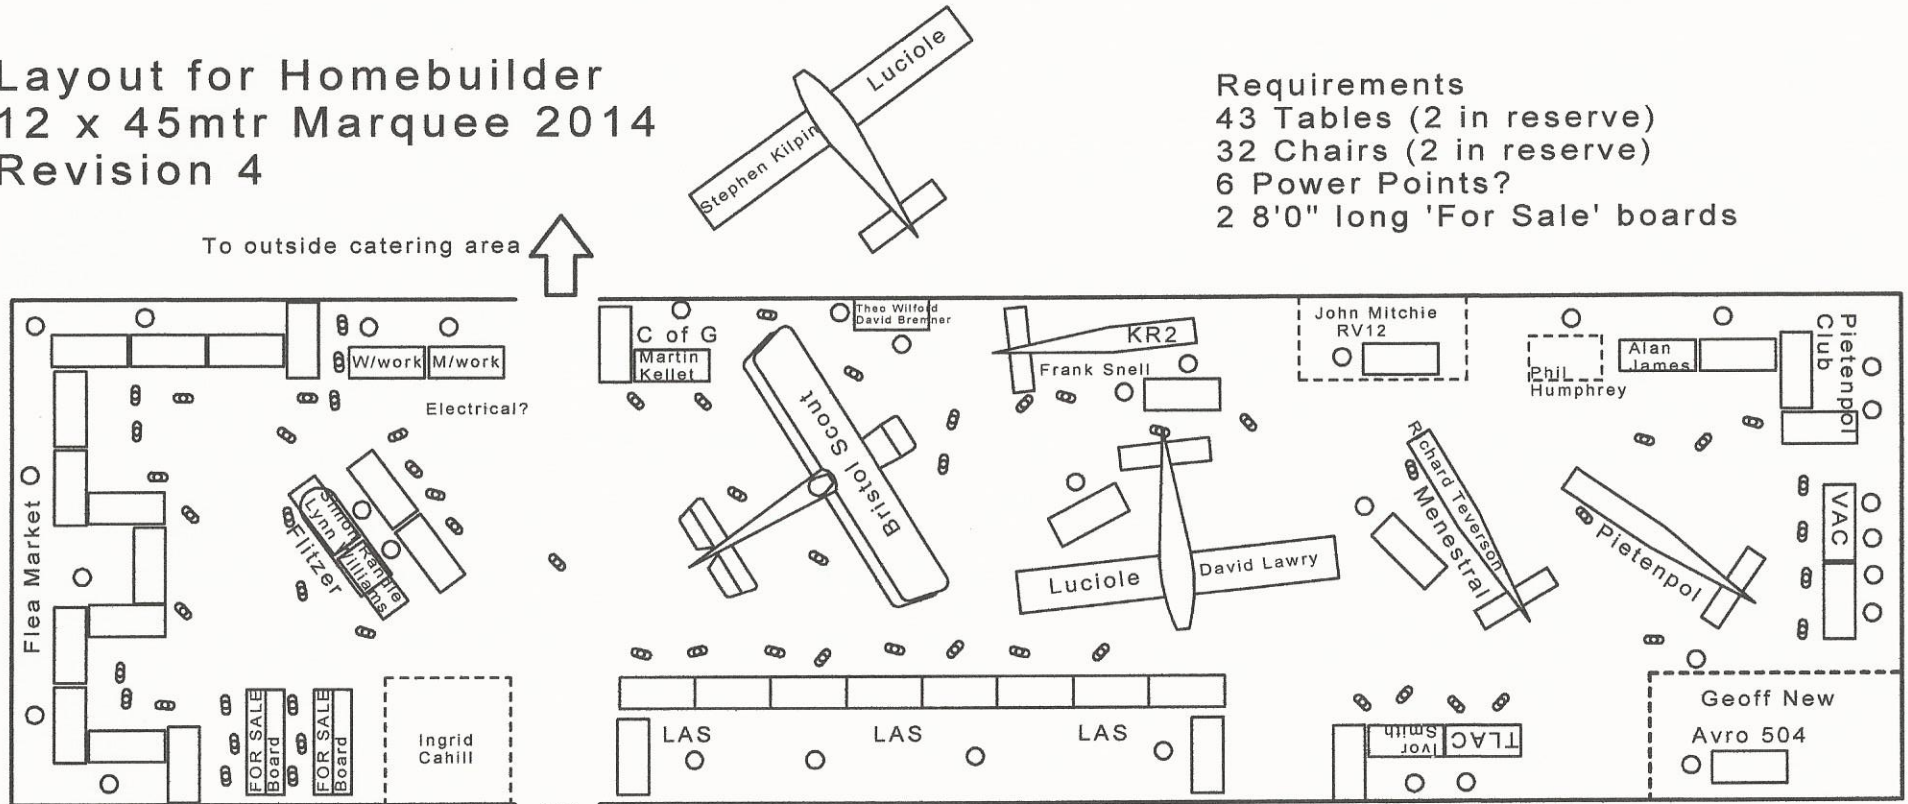 Layout for Homebuilder
12 x 45mtr Marquee 2014
Revision 4
To outside catering area
Stephen Kilpin
Luciole
Requirements
43 Tables (2 in reserve)
32 Chairs (2 in reserve)
6 Power Points?
2 8'0" long 'For Sale' boards
W/work
M/work
Electrical?
C of G
Martin
Kellet
Theo Wilford
David Bremner
KR2
Frank Snell
John Mitchie
RV12
Phil
Humphrey
Alan
James
Pietenpol
Club
Flea Market
Simon Randle
Lynn Williams
Flitzer
Bristol Scout
Luciole
David Lawry
Richard Teverson
Menestral
Pietenpol
VAC
FOR SALE
Board
FOR SALE
Board
Ingrid
Cahill
LAS
LAS
LAS
Ivor
Smith
TLAC
Geoff New
Avro 504